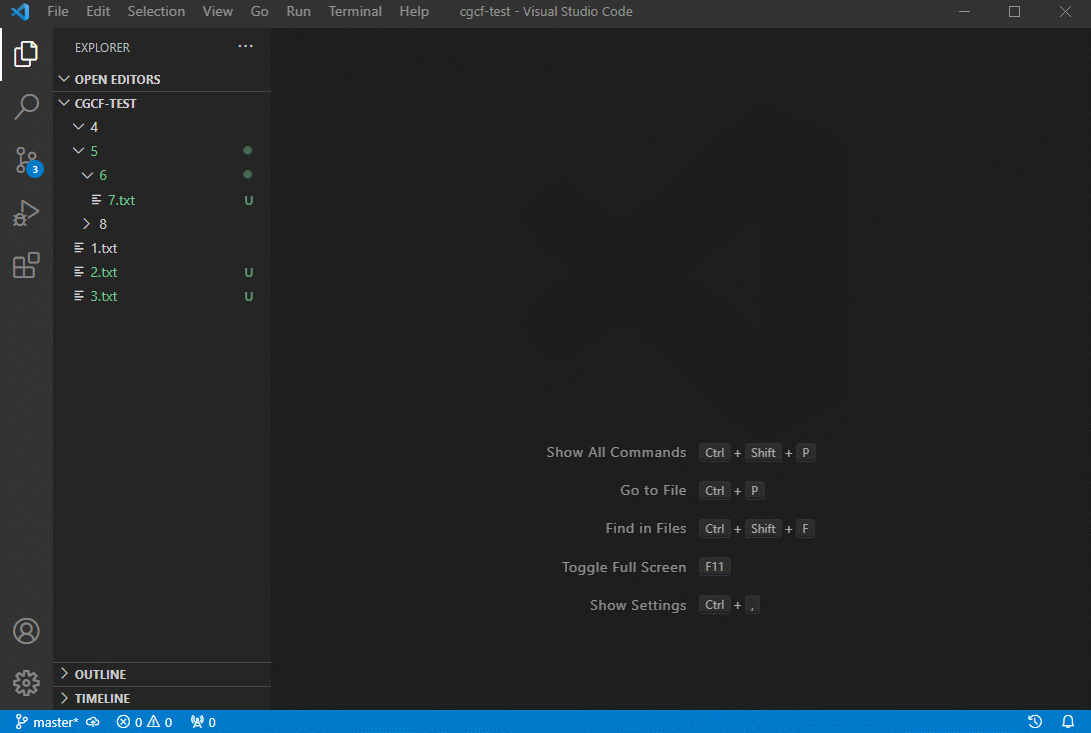 File Edit Selection View Go Run Terminal Help cgcf-test - Visual Studio Code
EXPLORER ···
OPEN EDITORS
CGCF-TEST
4
5
6
7.txt U
8
1.txt
2.txt U
3.txt U
3
Show All Commands Ctrl + Shift + P
Go to File Ctrl + P
Find in Files Ctrl + Shift + F
Toggle Full Screen F11
Show Settings Ctrl + ,
OUTLINE
TIMELINE
master* 0 0 0